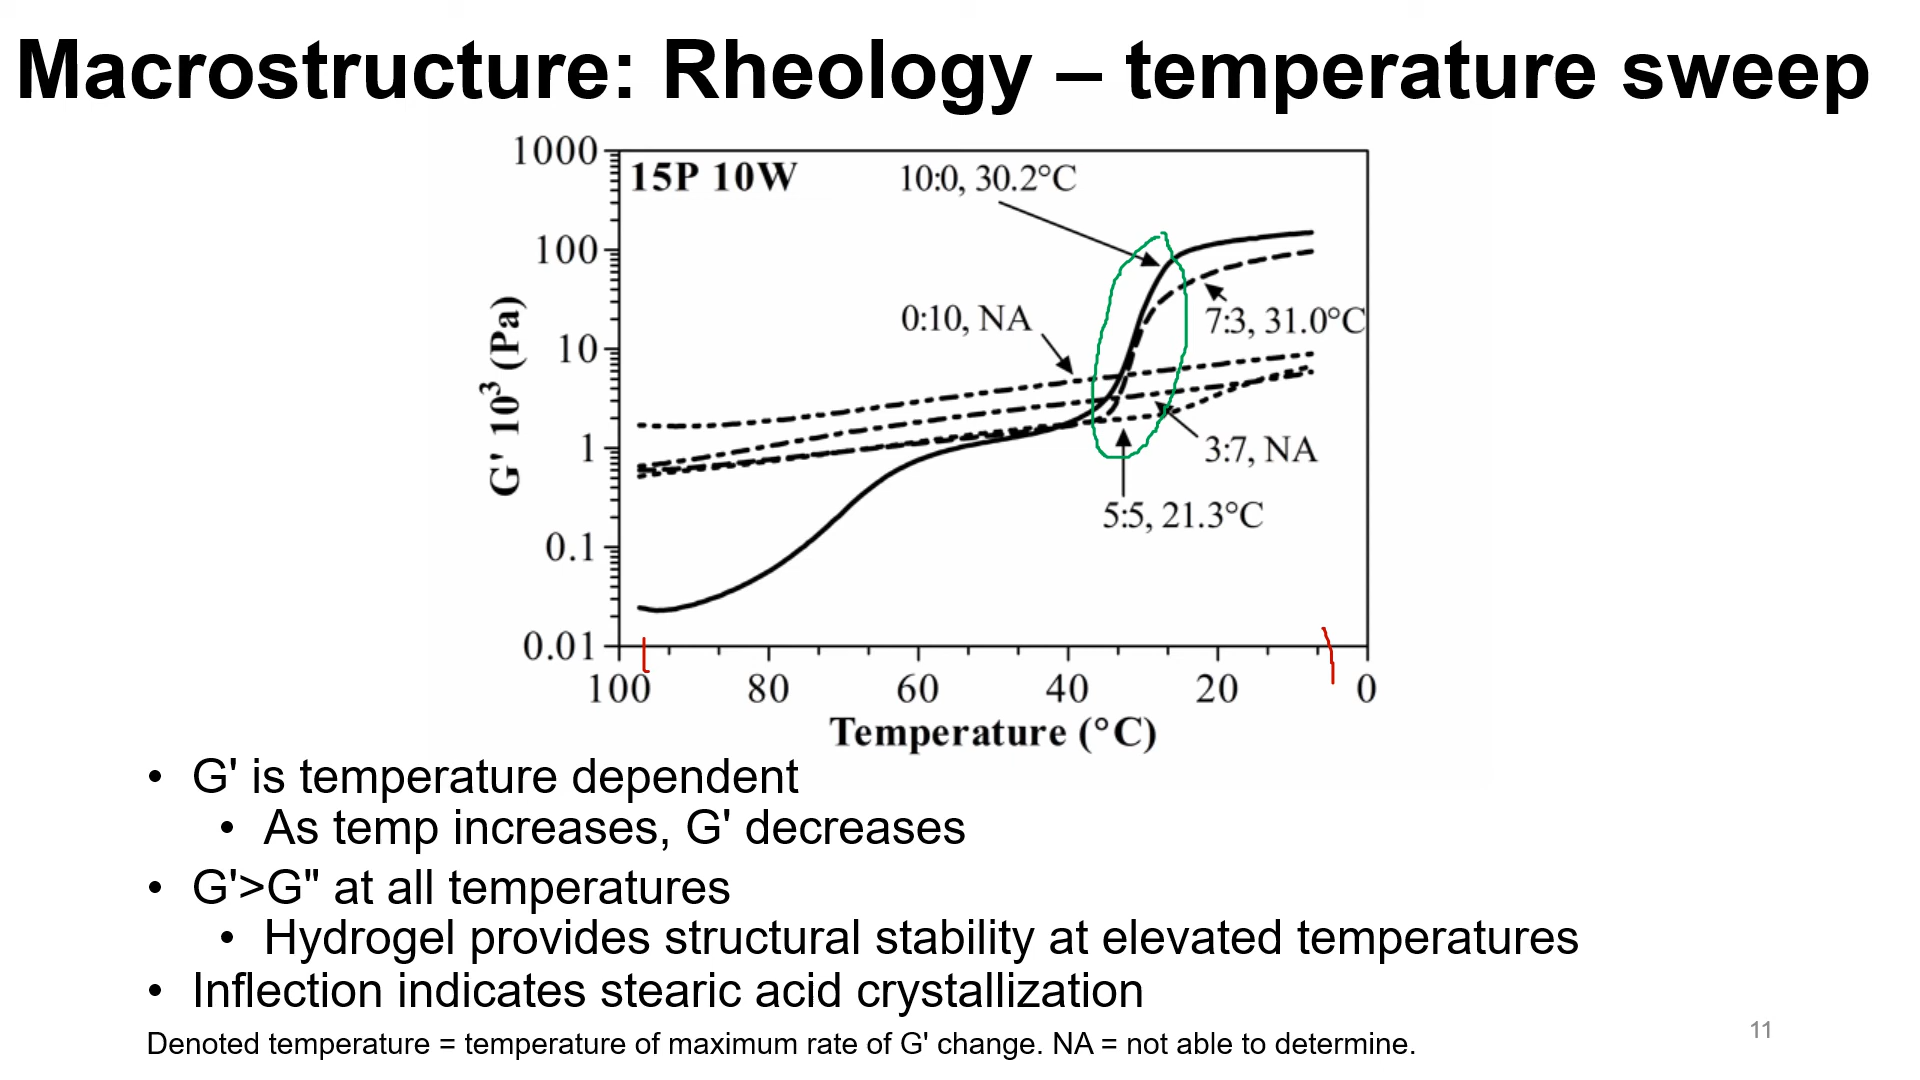 Macrostructure: Rheology – temperature sweep
1000
15P 10W
10:0, 30.2°C
100
0:10, NA
7:3, 31.0°C
10
G' 10³ (Pa)
1
3:7, NA
5:5, 21.3°C
0.1
0.01
100 80 60 40 20 0
Temperature (°C)
• G' is temperature dependent
• As temp increases, G' decreases
• G'>G" at all temperatures
• Hydrogel provides structural stability at elevated temperatures
• Inflection indicates stearic acid crystallization
Denoted temperature = temperature of maximum rate of G' change. NA = not able to determine.
11